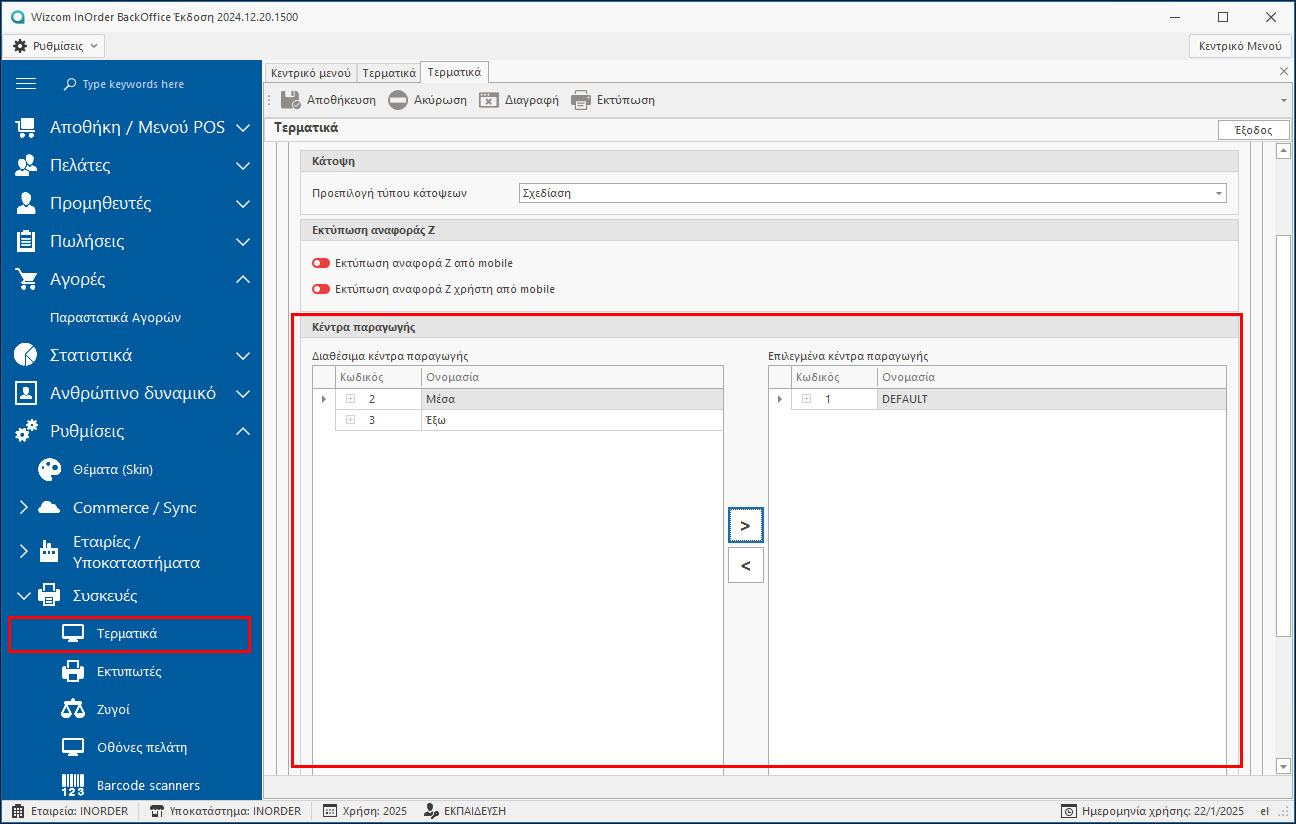 Wizcom InOrder BackOffice Έκδοση 2024.12.20.1500
Ρυθμίσεις
Κεντρικό Μενού
Type keywords here
Αποθήκη / Μενού POS
Πελάτες
Προμηθευτές
Πωλήσεις
Αγορές
Παραστατικά Αγορών
Στατιστικά
Ανθρώπινο δυναμικό
Ρυθμίσεις
Θέματα (Skin)
Commerce / Sync
Εταιρίες /
Υποκαταστήματα
Συσκευές
Τερματικά
Εκτυπωτές
Ζυγοί
Οθόνες πελάτη
Barcode scanners
Κεντρικό μενού Τερματικά Τερματικά
Αποθήκευση Ακύρωση Διαγραφή Εκτύπωση
Τερματικά
Έξοδος
Κάτοψη
Προεπιλογή τύπου κάτοψεων Σχεδίαση
Εκτύπωση αναφοράς Ζ
Εκτύπωση αναφορά Ζ από mobile
Εκτύπωση αναφορά Ζ χρήστη από mobile
Κέντρα παραγωγής
Διαθέσιμα κέντρα παραγωγής
Κωδικός Ονομασία
2 Μέσα
3 Έξω
>
<
Επιλεγμένα κέντρα παραγωγής
Κωδικός Ονομασία
1 DEFAULT
Εταιρεία: INORDER Υποκατάστημα: INORDER Χρήση: 2025 ΕΚΠΑΙΔΕΥΣΗ Ημερομηνία χρήσης: 22/1/2025 el